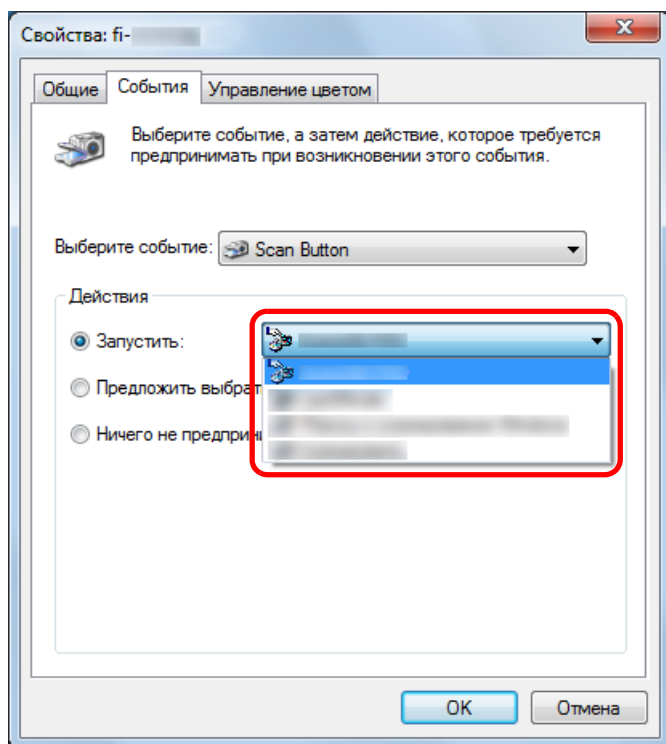 Свойства: fi-
Общие
События
Управление цветом
Выберите событие, а затем действие, которое требуется
предпринимать при возникновении этого события.
Выберите событие:
Scan Button
Действия
Запустить:
Предложить выбрат
Ничего не предприни
OK
Отмена